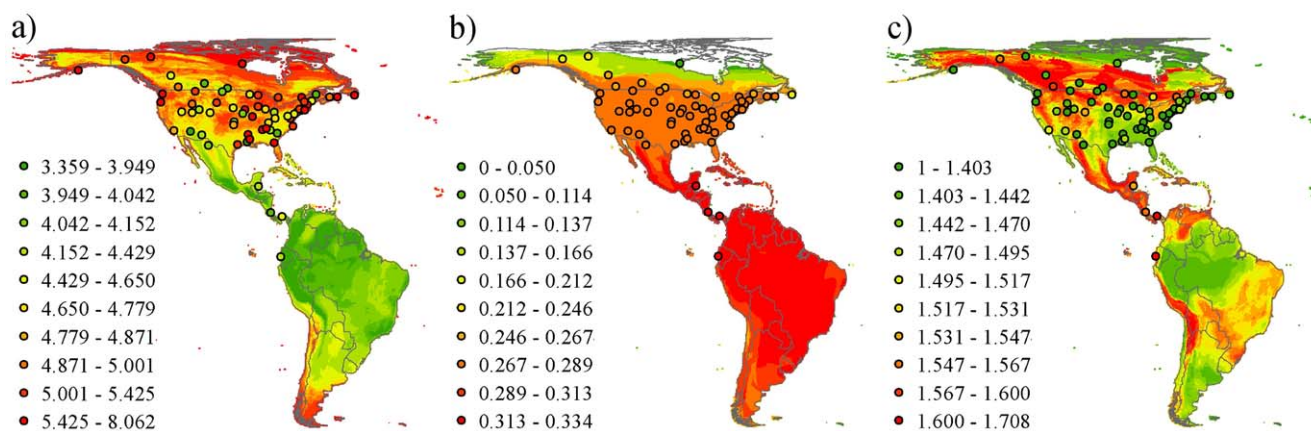 a)
3.359 - 3.949
3.949 - 4.042
4.042 - 4.152
4.152 - 4.429
4.429 - 4.650
4.650 - 4.779
4.779 - 4.871
4.871 - 5.001
5.001 - 5.425
5.425 - 8.062
b)
0 - 0.050
0.050 - 0.114
0.114 - 0.137
0.137 - 0.166
0.166 - 0.212
0.212 - 0.246
0.246 - 0.267
0.267 - 0.289
0.289 - 0.313
0.313 - 0.334
c)
1 - 1.403
1.403 - 1.442
1.442 - 1.470
1.470 - 1.495
1.495 - 1.517
1.517 - 1.531
1.531 - 1.547
1.547 - 1.567
1.567 - 1.600
1.600 - 1.708